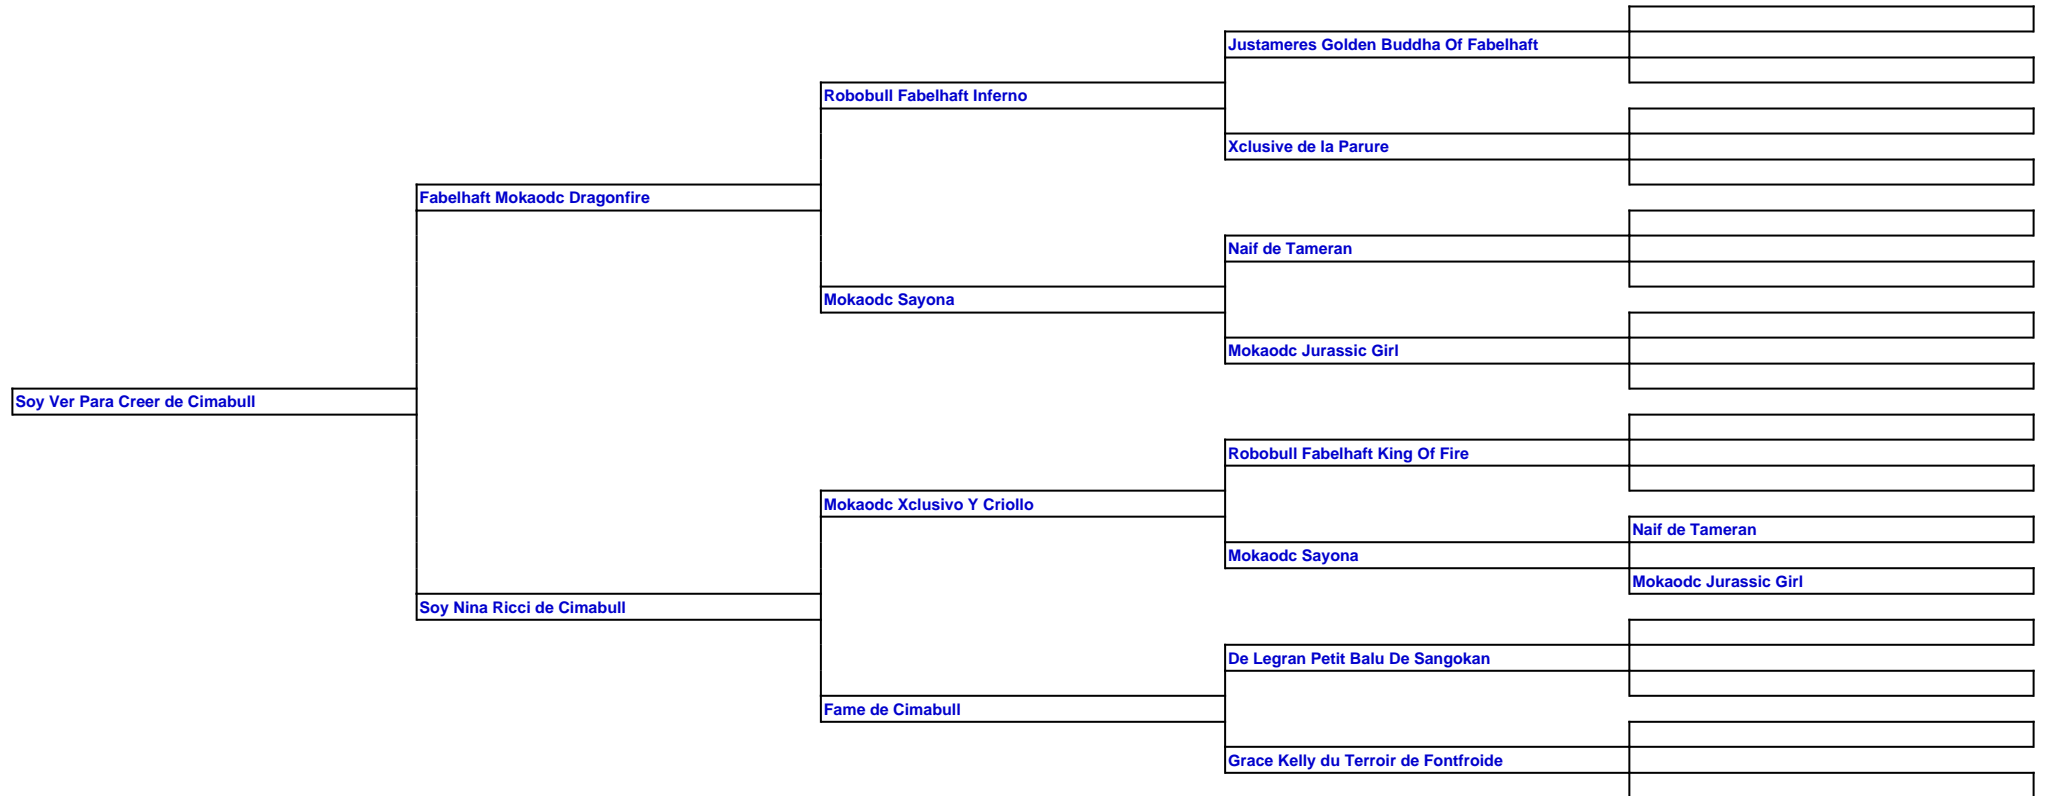 Justameres Golden Buddha Of Fabelhaft
Robobull Fabelhaft Inferno
Xclusive de la Parure
Fabelhaft Mokaodc Dragonfire
Naif de Tameran
Mokaodc Sayona
Mokaodc Jurassic Girl
Soy Ver Para Creer de Cimabull
Robobull Fabelhaft King Of Fire
Mokaodc Xclusivo Y Criollo
Naif de Tameran
Mokaodc Sayona
Mokaodc Jurassic Girl
Soy Nina Ricci de Cimabull
De Legran Petit Balu De Sangokan
Fame de Cimabull
Grace Kelly du Terroir de Fontfroide